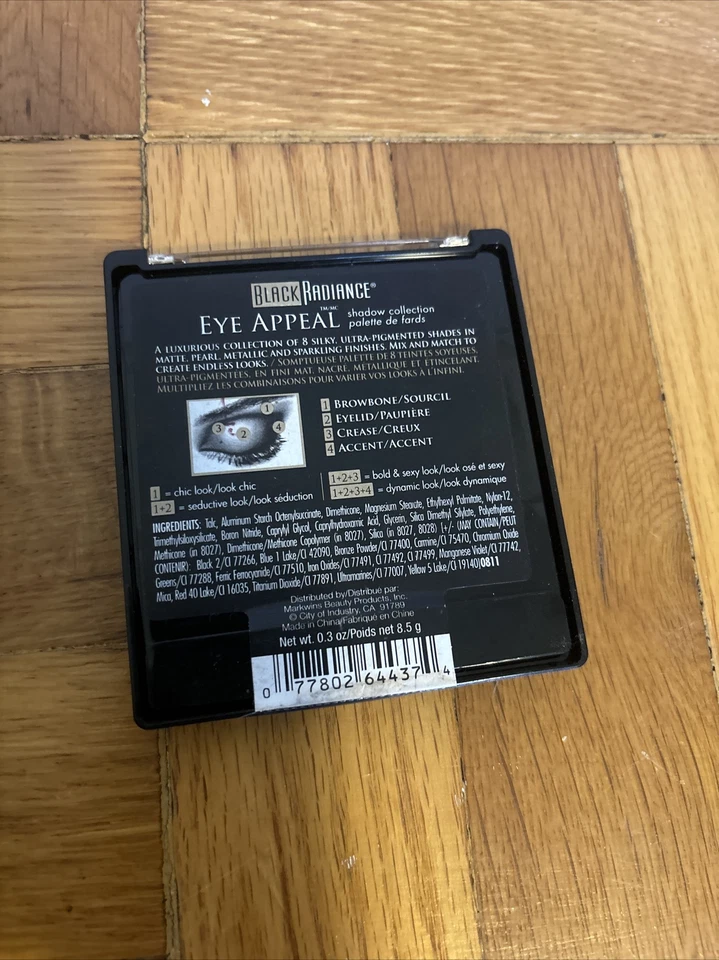 BLACK RADIANCE®
EYE APPEAL™/MC shadow collection
palette de fards
A LUXURIOUS COLLECTION OF 8 SILKY, ULTRA-PIGMENTED SHADES IN
MATTE, PEARL, METALLIC AND SPARKLING FINISHES. MIX AND MATCH TO
CREATE ENDLESS LOOKS. / SOMPTUEUSE PALETTE DE 8 TEINTES SOYEUSES,
ULTRA-PIGMENTÉES, EN FINI MAT, NACRÉ, MÉTALLIQUE ET ÉTINCELANT.
MULTIPLIEZ LES COMBINAISONS POUR VARIER VOS LOOKS À L'INFINI.
1
3 2 4
1 BROWBONE/SOURCIL
2 EYELID/PAUPIÈRE
3 CREASE/CREUX
4 ACCENT/ACCENT
1 = chic look/look chic
1+2 = seductive look/look séduction
1+2+3 = bold & sexy look/look osé et sexy
1+2+3+4 = dynamic look/look dynamique
INGREDIENTS: Talc, Aluminum Starch Octenylsuccinate, Dimethicone, Magnesium Stearate, Ethylhexyl Palmitate, Nylon-12,
Trimethylsiloxysilicate, Boron Nitride, Caprylyl Glycol, Caprylhydroxamic Acid, Glycerin, Silica Dimethyl Silylate, Polyethylene,
Methicone (in 8027), Dimethicone/Methicone Copolymer (in 8027), Silica (in 8027, 8028) [+/- (MAY CONTAIN/PEUT
CONTENIR): Black 2/CI 77266, Blue 1 Lake/CI 42090, Bronze Powder/CI 77400, Carmine/CI 75470, Chromium Oxide
Greens/CI 77288, Ferric Ferrocyanide/CI 77510, Iron Oxides/CI 77491, CI 77492, CI 77499, Manganese Violet/CI 77742,
Mica, Red 40 Lake/CI 16035, Titanium Dioxide/CI 77891, Ultramarines/CI 77007, Yellow 5 Lake/CI 19140]0811
Distributed by/Distribué par:
Markwins Beauty Products, Inc.
© City of Industry, CA 91789
Made in China/Fabriqué en Chine
Net wt. 0.3 oz/Poids net 8.5 g
0 77802 64437 4